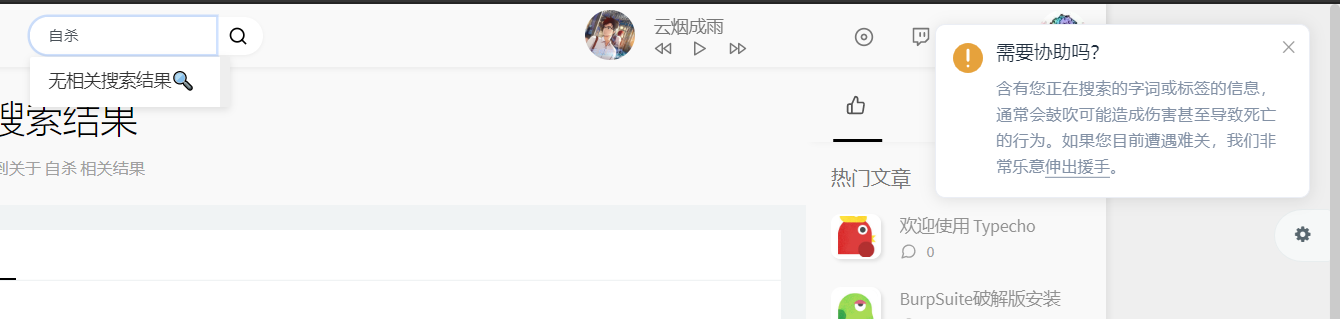 自杀
无相关搜索结果🔍
搜索结果
到关于 自杀 相关结果
云烟成雨
需要协助吗？
含有您正在搜索的字词或标签的信息，
通常会鼓吹可能造成伤害甚至导致死亡
的行为。如果您目前遭遇难关，我们非
常乐意伸出援手。
热门文章
欢迎使用 Typecho
0
BurpSuite破解版安装